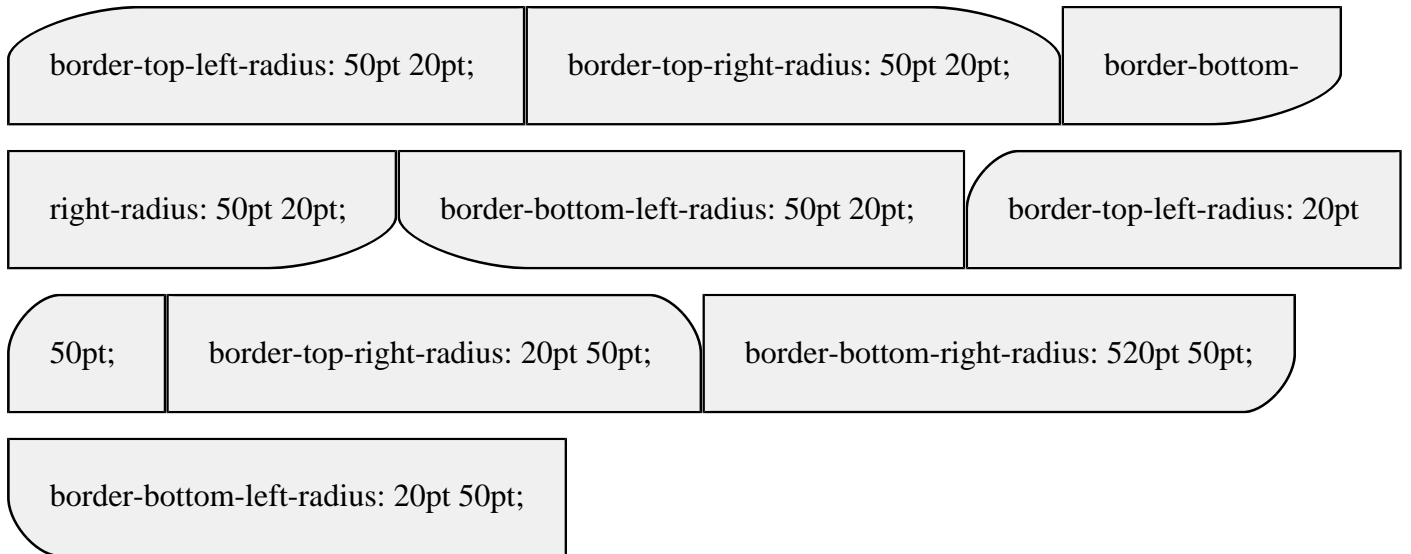 border-top-left-radius: 50pt 20pt; border-top-right-radius: 50pt 20pt; border-bottom-
right-radius: 50pt 20pt; border-bottom-left-radius: 50pt 20pt; border-top-left-radius: 20pt
50pt; border-top-right-radius: 20pt 50pt; border-bottom-right-radius: 520pt 50pt;
border-bottom-left-radius: 20pt 50pt;